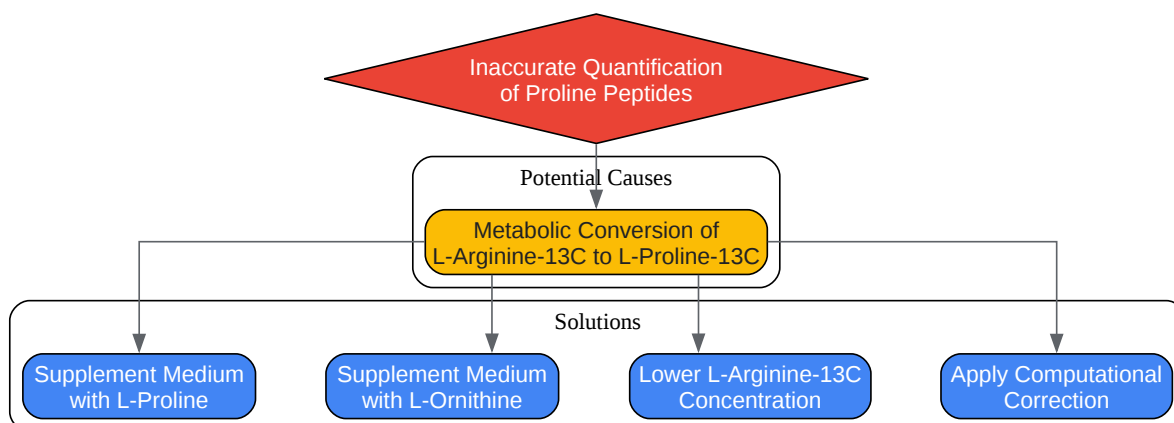 Inaccurate Quantification
of Proline Peptides
Potential Causes
Metabolic Conversion of
L-Arginine-13C to L-Proline-13C
Solutions
Supplement Medium
with L-Proline
Supplement Medium
with L-Ornithine
Lower L-Arginine-13C
Concentration
Apply Computational
Correction